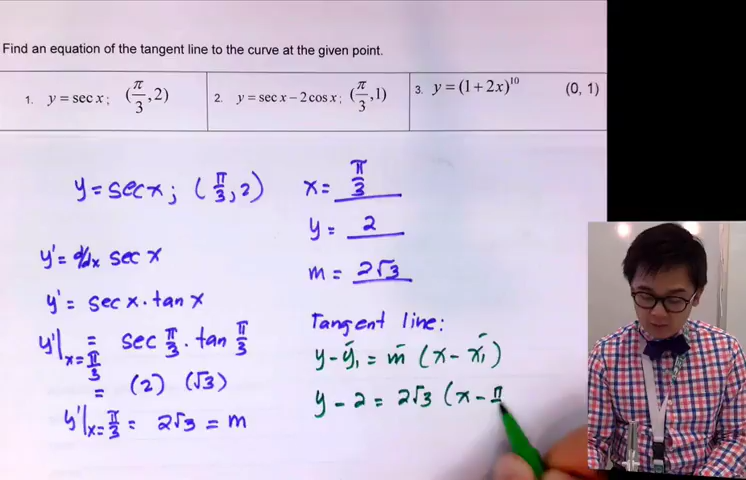 Find an equation of the tangent line to the curve at the given point.
1. y = sec x; (π/3, 2)
2. y = sec x − 2cos x; (π/3, 1)
3. y = (1 + 2x)^10 (0, 1)
y = sec x; (π/3, 2)
y' = d/dx sec x
y' = sec x · tan x
y'|x=π/3 = sec π/3 · tan π/3
= (2) (√3)
y'|x=π/3 = 2√3 = m
x = π/3
y = 2
m = 2√3
Tangent line:
y − y₁ = m (x − x₁)
y − 2 = 2√3 (x − π